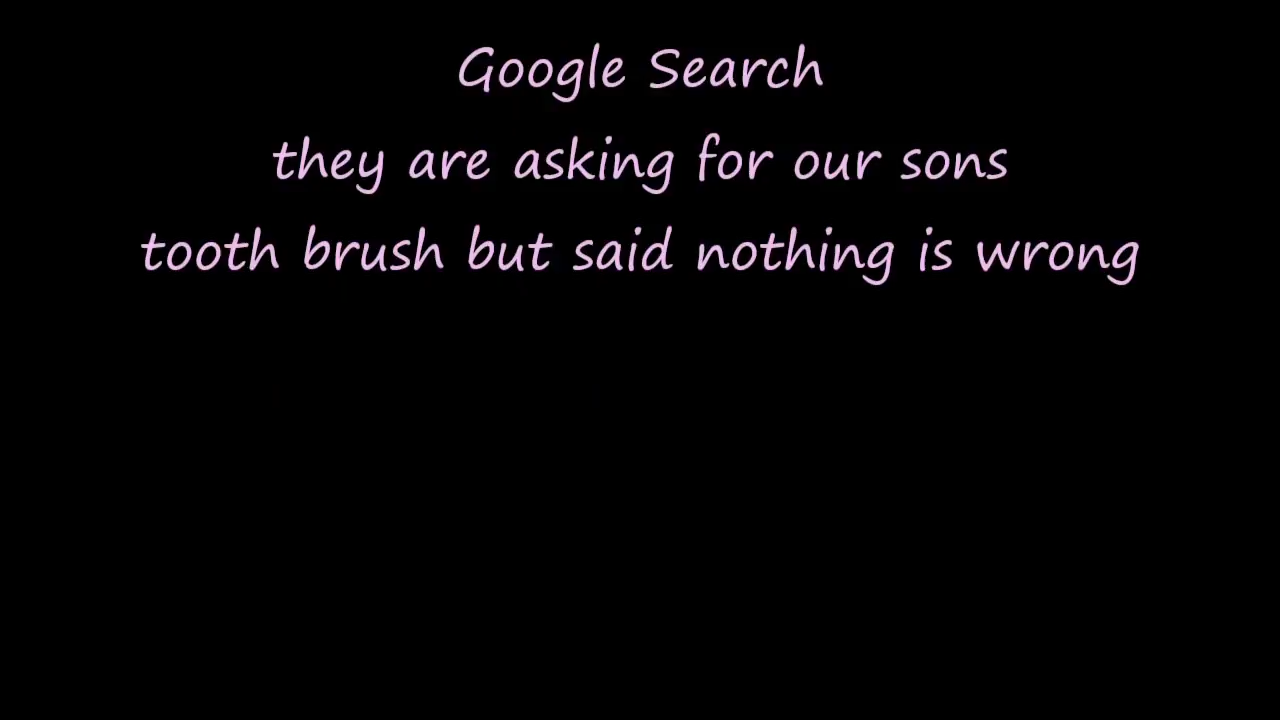 Google Search
they are asking for our sons
tooth brush but said nothing is wrong